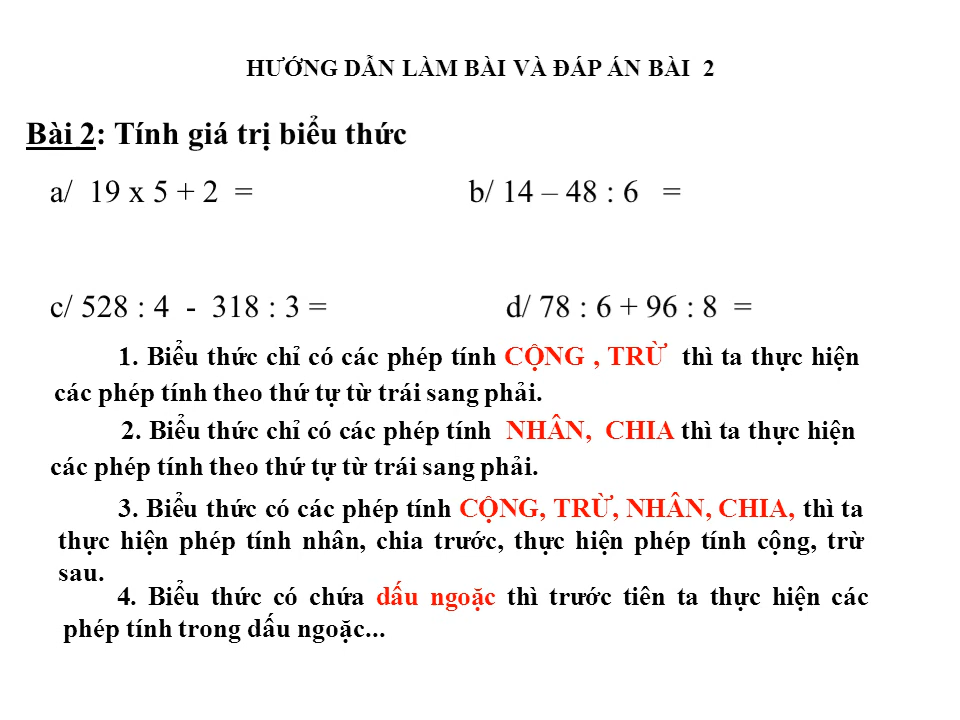 HƯỚNG DẪN LÀM BÀI VÀ ĐÁP ÁN BÀI 2
Bài 2: Tính giá trị biểu thức
a/ 19 x 5 + 2 = b/ 14 – 48 : 6 =
c/ 528 : 4 - 318 : 3 = d/ 78 : 6 + 96 : 8 =
1. Biểu thức chỉ có các phép tính CỘNG , TRỪ thì ta thực hiện
các phép tính theo thứ tự từ trái sang phải.
2. Biểu thức chỉ có các phép tính NHÂN, CHIA thì ta thực hiện
các phép tính theo thứ tự từ trái sang phải.
3. Biểu thức có các phép tính CỘNG, TRỪ, NHÂN, CHIA, thì ta
thực hiện phép tính nhân, chia trước, thực hiện phép tính cộng, trừ
sau.
4. Biểu thức có chứa dấu ngoặc thì trước tiên ta thực hiện các
phép tính trong dấu ngoặc...